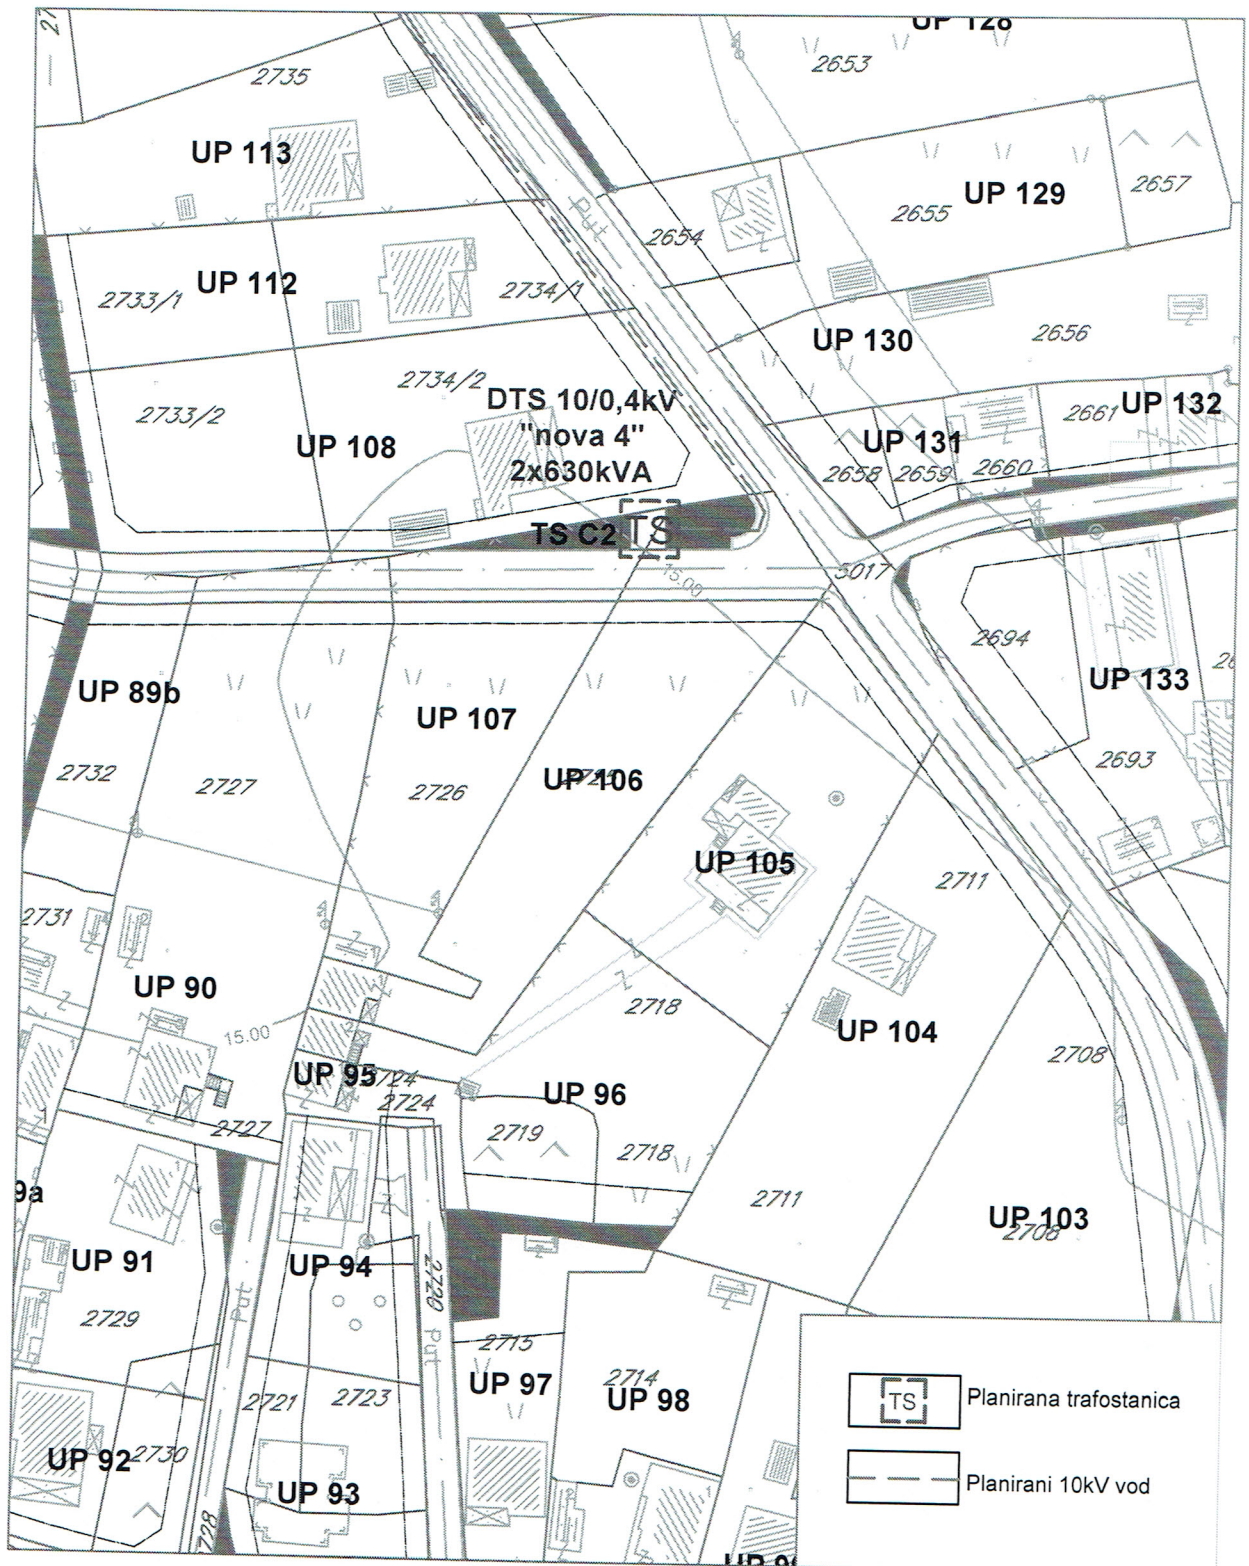 UP 128
2653
2735
UP 113
UP 129
2657
2655
Put
2654
UP 112
2733/1
2734/1
UP 130
2656
2734/2
DTS 10/0,4kV
"nova 4"
2x630kVA
2733/2
UP 108
2661
UP 132
UP 131
2658
2659
2660
TS C2
TS
15.00
5017
2694
UP 133
UP 89b
UP 107
2732
2727
2726
UP 106
2693
UP 105
2711
2731
UP 90
2718
15.00
UP 104
2708
UP 95
2724
2724
UP 96
2727
2719
2718
9a
2711
UP 103
2708
UP 91
UP 94
2729
Put
2720
Put
2715
UP 97
2714
UP 98
2721
2723
UP 92
2730
UP 93
2728
TS
Planirana trafostanica
Planirani 10kV vod